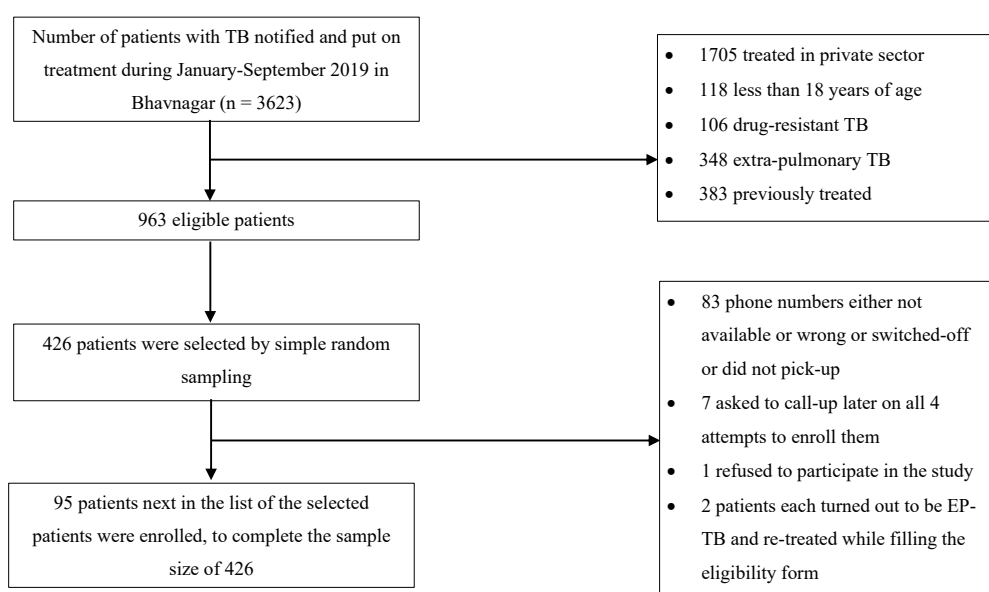 Number of patients with TB notified and put on
treatment during January-September 2019 in
Bhavnagar (n = 3623)
• 1705 treated in private sector
• 118 less than 18 years of age
• 106 drug-resistant TB
• 348 extra-pulmonary TB
• 383 previously treated
963 eligible patients
426 patients were selected by simple random
sampling
• 83 phone numbers either not
available or wrong or switched-off
or did not pick-up
• 7 asked to call-up later on all 4
attempts to enroll them
• 1 refused to participate in the study
• 2 patients each turned out to be EP-
TB and re-treated while filling the
eligibility form
95 patients next in the list of the selected
patients were enrolled, to complete the sample
size of 426